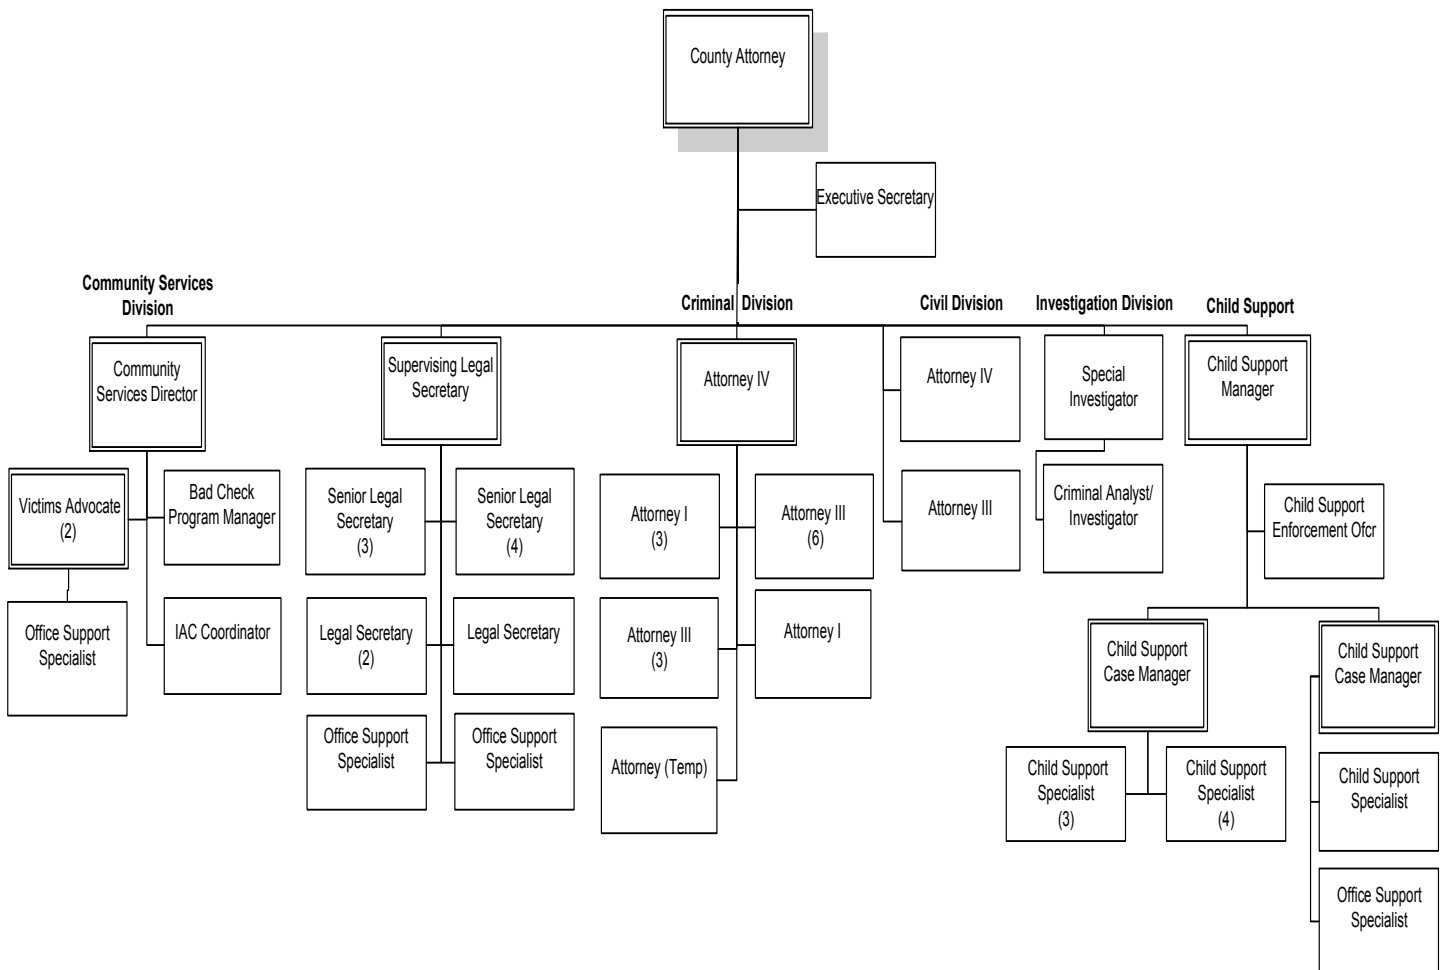 County Attorney
Executive Secretary
Community Services
Division
Criminal Division
Civil Division
Investigation Division
Child Support
Community
Services Director
Supervising Legal
Secretary
Attorney IV
Attorney IV
Special
Investigator
Child Support
Manager
Victims Advocate
(2)
Bad Check
Program Manager
Senior Legal
Secretary
(3)
Senior Legal
Secretary
(4)
Attorney I
(3)
Attorney III
(6)
Attorney III
Criminal Analyst/
Investigator
Child Support
Enforcement Ofcr
Office Support
Specialist
IAC Coordinator
Legal Secretary
(2)
Legal Secretary
Attorney III
(3)
Attorney I
Child Support
Case Manager
Child Support
Case Manager
Office Support
Specialist
Office Support
Specialist
Attorney (Temp)
Child Support
Specialist
(3)
Child Support
Specialist
(4)
Child Support
Specialist
Office Support
Specialist